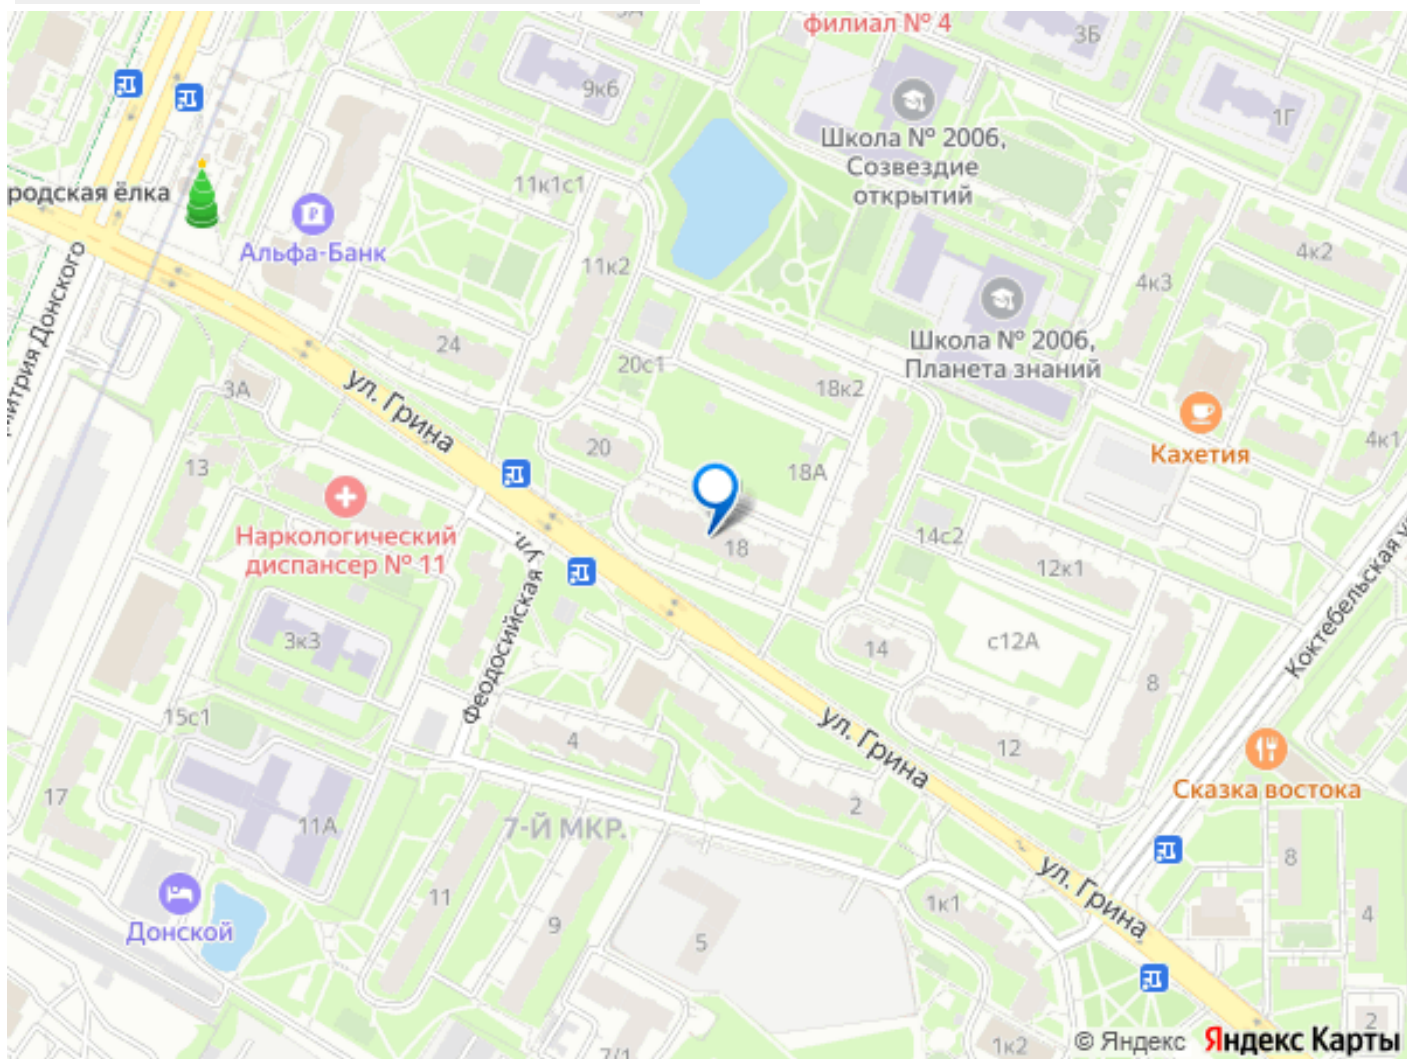 филиал № 4
3Б
9к6
1Г
Школа № 2006,
Созвездие
открытий
11к1с1
родская ёлка
Альфа-Банк
11к2
4к2
4к3
Школа № 2006,
Планета знаний
24
20с1
18к2
3А
ул. Грина
Кахетия
4к1
20
18А
13
Наркологический
диспансер № 11
18
14с2
12к1
Феодосийская ул.
Коктебельская у
митрия Донского
3к3
14
с12А
8
15с1
4
ул. Грина
12
Сказка востока
17
11А
7-Й МКР.
2
8
11
9
5
1к1
ул. Грина
4
Донской
7/1
1к2
2
© Яндекс Яндекс Карты